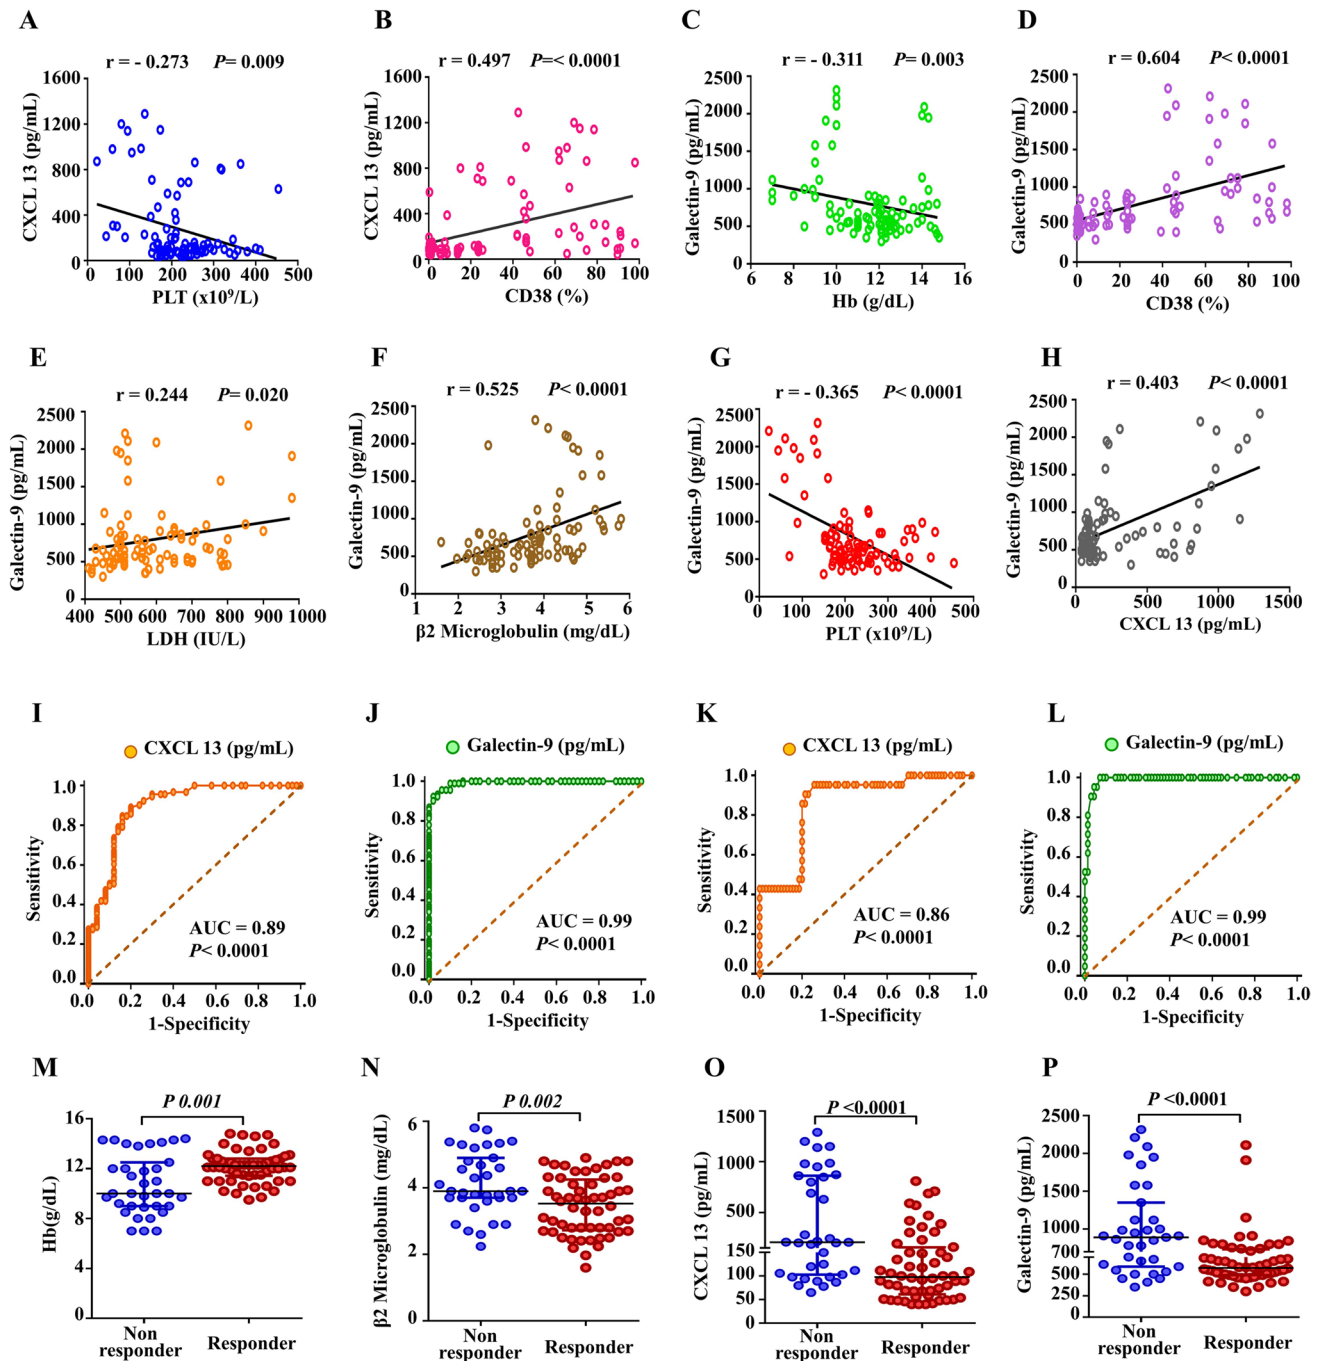 A
r = - 0.273 P= 0.009
CXCL 13 (pg/mL)
1600
1200
800
400
0
0 100 200 300 400 500
PLT (x10⁹/L)
B
r = 0.497 P=< 0.0001
CXCL 13 (pg/mL)
1600
1200
800
400
0
0 20 40 60 80 100
CD38 (%)
C
r = - 0.311 P= 0.003
Galectin-9 (pg/mL)
2500
2000
1500
1000
500
0
6 8 10 12 14 16
Hb (g/dL)
D
r = 0.604 P< 0.0001
Galectin-9 (pg/mL)
2500
2000
1500
1000
500
0
0 20 40 60 80 100
CD38 (%)
E
r = 0.244 P= 0.020
Galectin-9 (pg/mL)
2500
2000
1500
1000
500
0
400 500 600 700 800 900 1000
LDH (IU/L)
F
r = 0.525 P< 0.0001
Galectin-9 (pg/mL)
2500
2000
1500
1000
500
0
1 2 3 4 5 6
β2 Microglobulin (mg/dL)
G
r = - 0.365 P< 0.0001
Galectin-9 (pg/mL)
2500
2000
1500
1000
500
0
0 100 200 300 400 500
PLT (x10⁹/L)
H
r = 0.403 P< 0.0001
Galectin-9 (pg/mL)
2500
2000
1500
1000
500
0
0 500 1000 1500
CXCL 13 (pg/mL)
I
CXCL 13 (pg/mL)
Sensitivity
1.0
0.8
0.6
0.4
0.2
0.0
AUC = 0.89
P< 0.0001
0.0 0.2 0.4 0.6 0.8 1.0
1-Specificity
J
Galectin-9 (pg/mL)
Sensitivity
1.0
0.8
0.6
0.4
0.2
0.0
AUC = 0.99
P< 0.0001
0.0 0.2 0.4 0.6 0.8 1.0
1-Specificity
K
CXCL 13 (pg/mL)
Sensitivity
1.0
0.8
0.6
0.4
0.2
0.0
AUC = 0.86
P< 0.0001
0.0 0.2 0.4 0.6 0.8 1.0
1-Specificity
L
Galectin-9 (pg/mL)
Sensitivity
1.0
0.8
0.6
0.4
0.2
0.0
AUC = 0.99
P< 0.0001
0.0 0.2 0.4 0.6 0.8 1.0
1-Specificity
M
P 0.001
Hb(g/dL)
16
12
8
4
0
Non
responder
Responder
N
P 0.002
β2 Microglobulin (mg/dL)
6
4
2
0
Non
responder
Responder
O
P <0.0001
CXCL 13 (pg/mL)
1500
1000
500
150
100
50
0
Non
responder
Responder
P
P <0.0001
Galectin-9 (pg/mL)
2500
2000
1500
1000
700
500
250
0
Non
responder
Responder